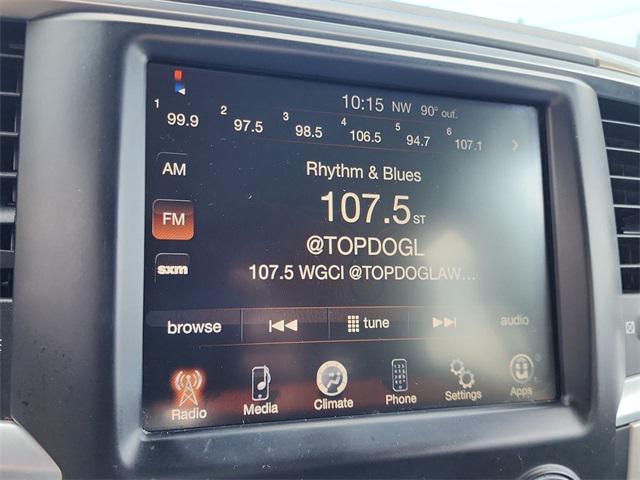 10:15 NW 90° out.
1 99.9 2 97.5 3 98.5 4 106.5 5 94.7 6 107.1
AM
Rhythm & Blues
FM
107.5 ST
@TOPDOGL
sxm
107.5 WGCI @TOPDOGLAW...
browse tune audio
Radio Media Climate Phone Settings Apps